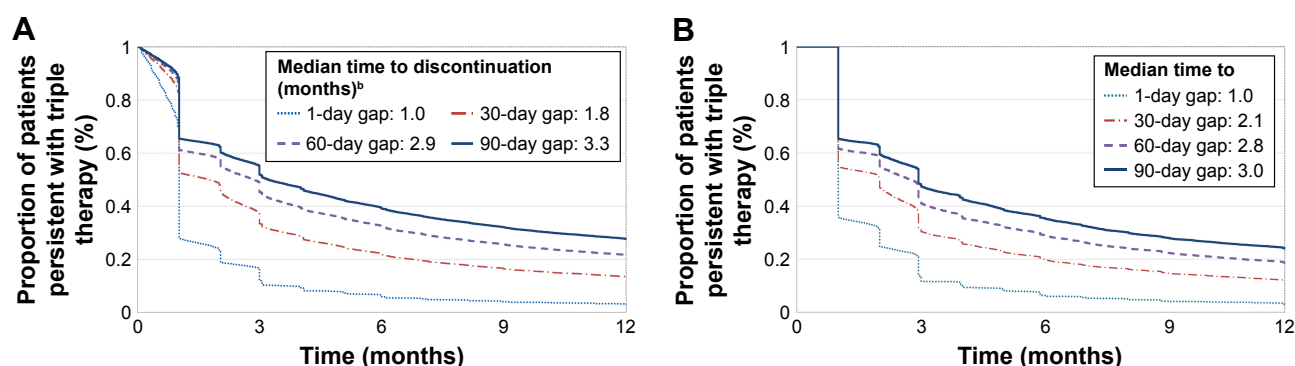 A
Proportion of patients
persistent with triple
therapy (%)
1
0.8
0.6
0.4
0.2
0
Median time to discontinuation
(months)ᵇ
1-day gap: 1.0
30-day gap: 1.8
60-day gap: 2.9
90-day gap: 3.3
0
3
6
9
12
Time (months)
B
Proportion of patients
persistent with triple
therapy (%)
1
0.8
0.6
0.4
0.2
0
Median time to
1-day gap: 1.0
30-day gap: 2.1
60-day gap: 2.8
90-day gap: 3.0
0
3
6
9
12
Time (months)